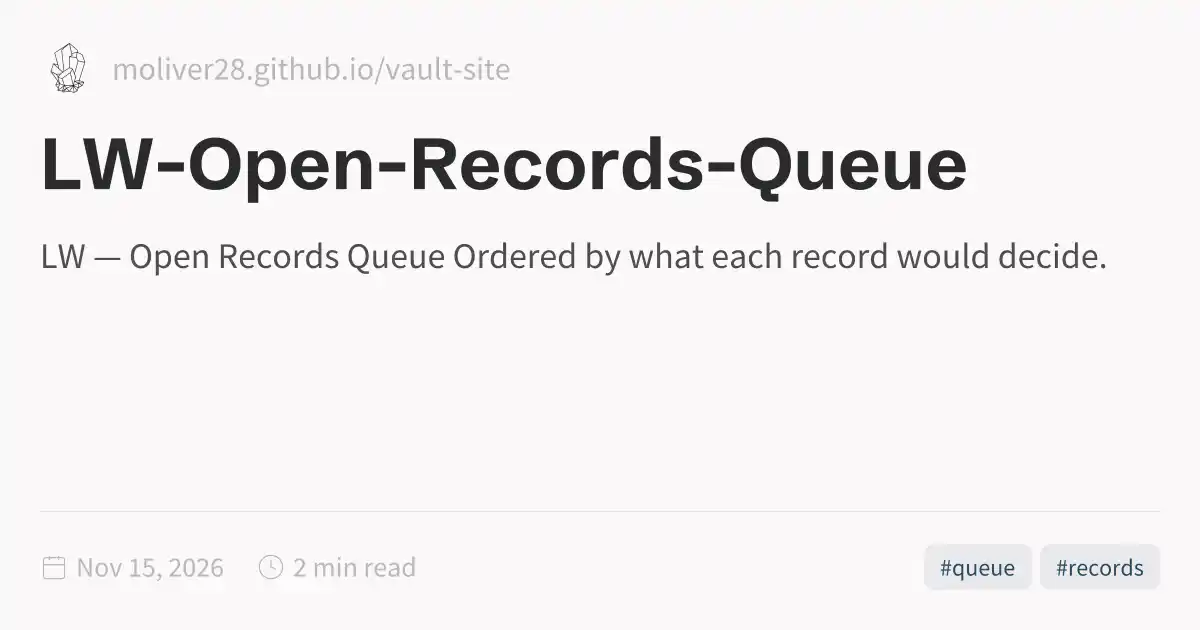 moliver28.github.io/vault-site
LW-Open-Records-Queue
LW — Open Records Queue Ordered by what each record would decide.
Nov 15, 2026
2 min read
#queue
#records